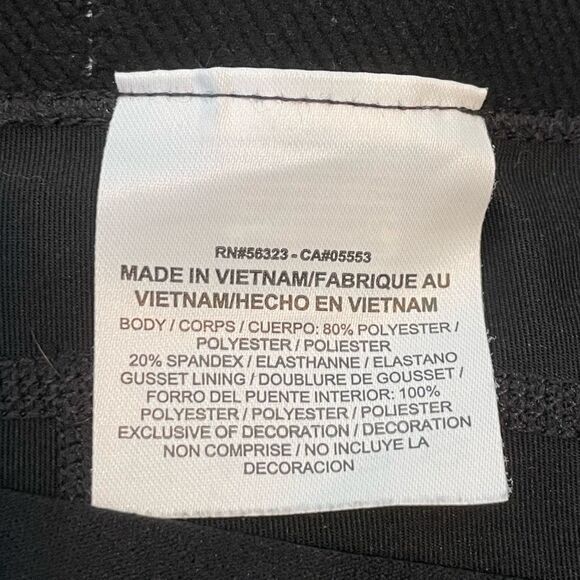 RN#56323 - CA#05553
MADE IN VIETNAM/FABRIQUE AU
VIETNAM/HECHO EN VIETNAM
BODY / CORPS / CUERPO: 80% POLYESTER /
POLYESTER / POLIESTER
20% SPANDEX / ELASTHANNE / ELASTANO
GUSSET LINING / DOUBLURE DE GOUSSET /
FORRO DEL PUENTE INTERIOR: 100%
POLYESTER / POLYESTER / POLIESTER
EXCLUSIVE OF DECORATION / DECORATION
NON COMPRISE / NO INCLUYE LA
DECORACION